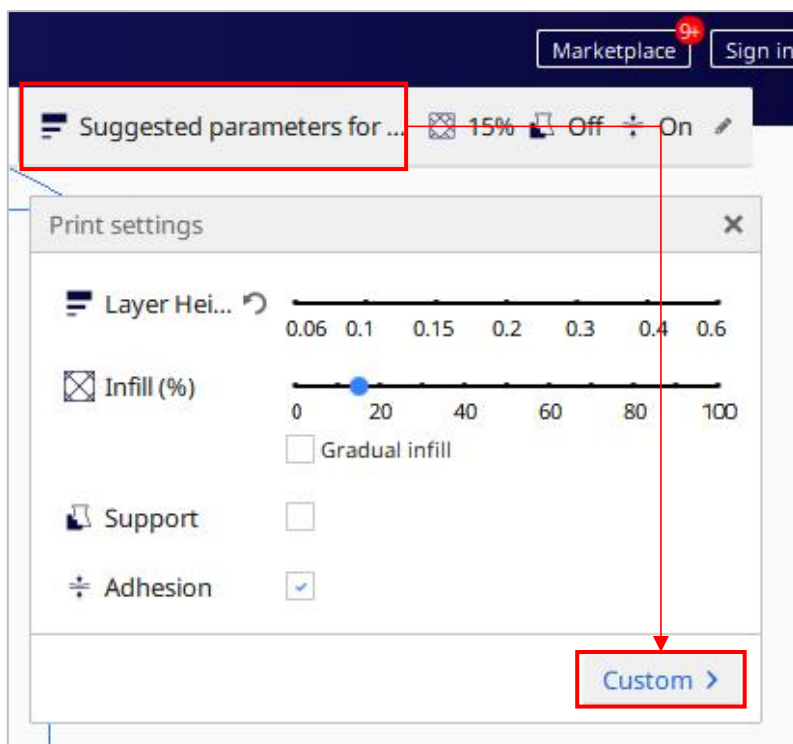 Marketplace 9+ Sign in
Suggested parameters for ... 15% Off On
Print settings
Layer Hei...
0.06 0.1 0.15 0.2 0.3 0.4 0.6
Infill (%)
0 20 40 60 80 100
Gradual infill
Support
Adhesion
Custom